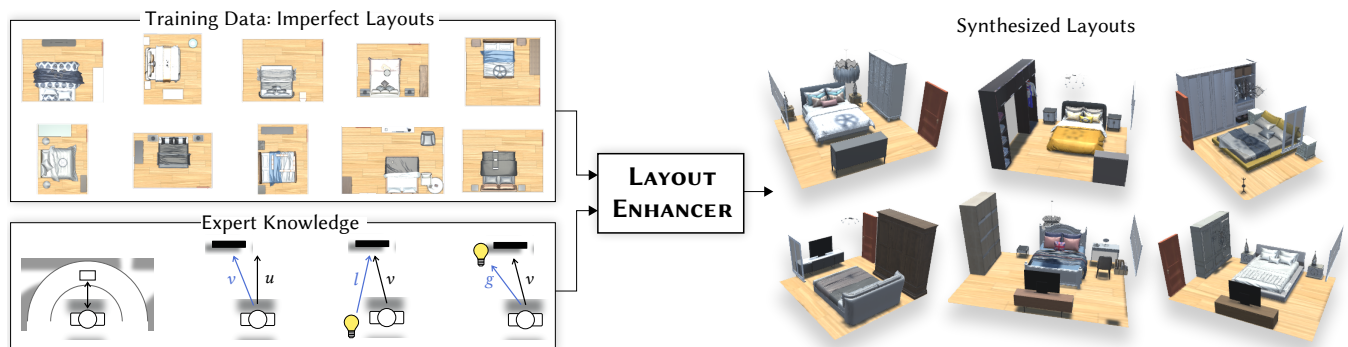 Training Data: Imperfect Layouts
Expert Knowledge
v
u
l
v
g
v
LAYOUT
ENHANCER
Synthesized Layouts